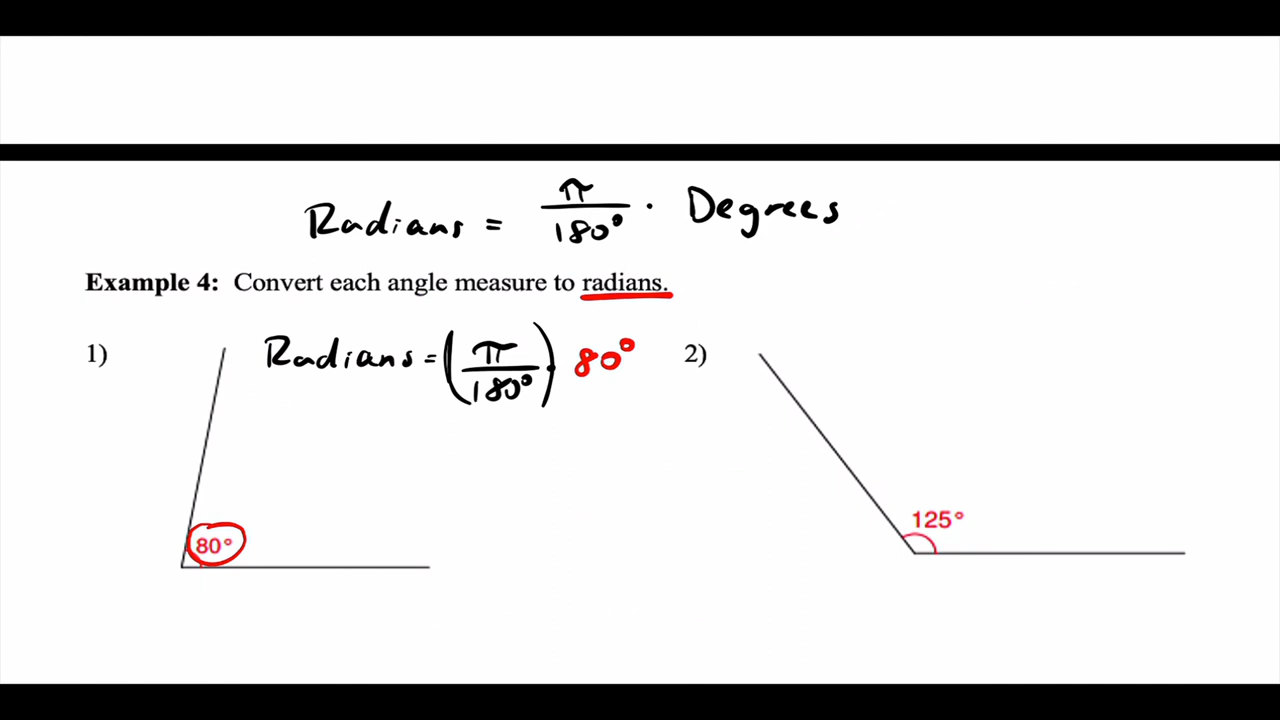 Radians = π/180° · Degrees
Example 4: Convert each angle measure to radians.
1) Radians = (π/180°) · 80°
80°
2)
125°